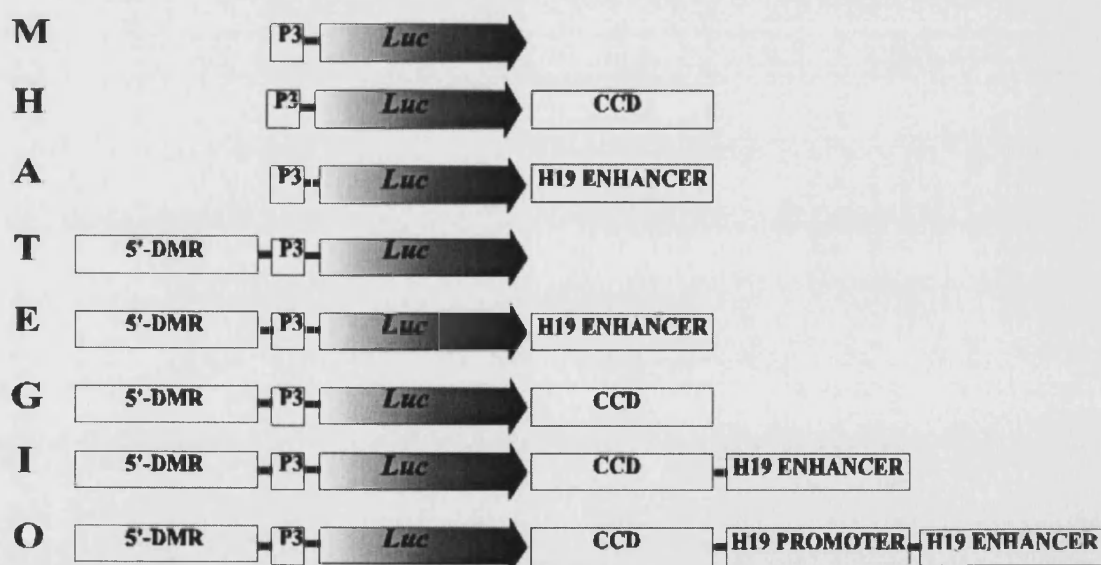 M P3 Luc
H P3 Luc CCD
A P3 Luc H19 ENHANCER
T 5'-DMR P3 Luc
E 5'-DMR P3 Luc H19 ENHANCER
G 5'-DMR P3 Luc CCD
I 5'-DMR P3 Luc CCD H19 ENHANCER
O 5'-DMR P3 Luc CCD H19 PROMOTER H19 ENHANCER